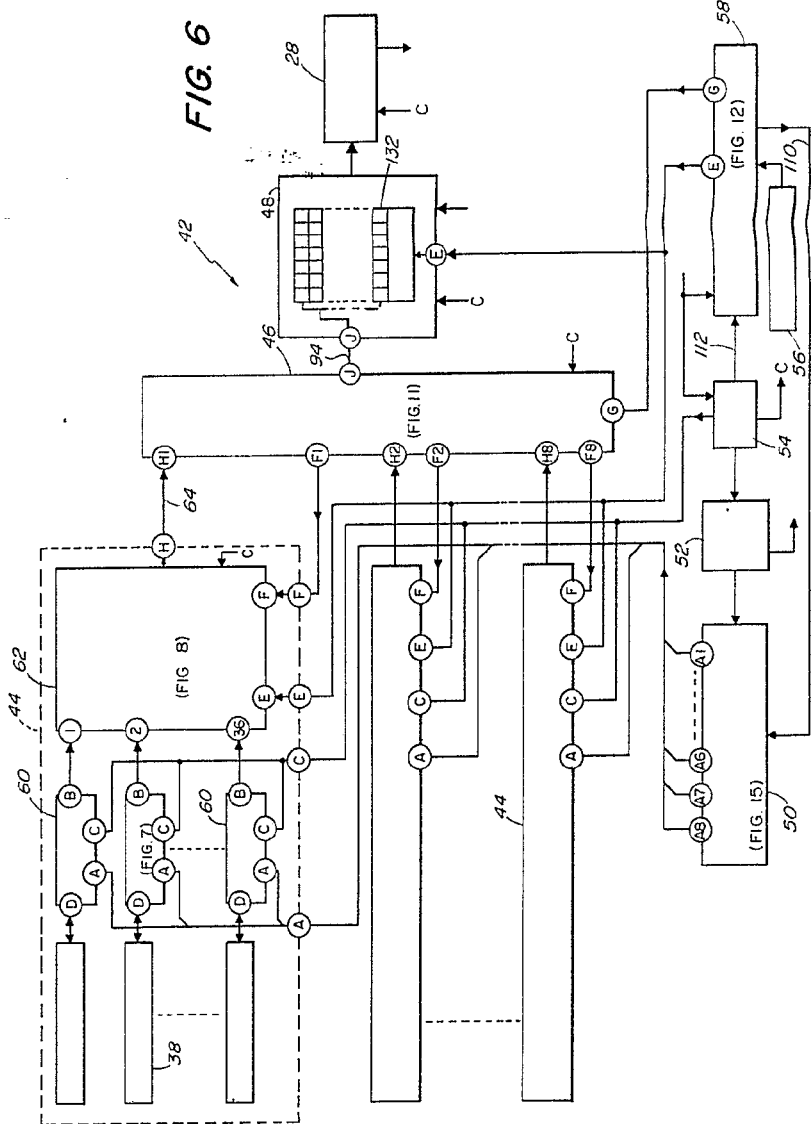 FIG. 6
42
28
C
48
132
E
C
J
94
J
46
(FIG. 11)
C
G
H1
F1
H2
F2
H8
F8
64
H
44
62
(FIG 8)
C
1
2
36
E
F
E
F
60
D
B
A
C
(FIG. 7)
D
B
A
C
60
D
B
A
C
38
A
C
A
C
E
F
44
A
C
E
F
58
G
E
(FIG. 12)
110
112
56
54
C
52
A1
A6
A7
A8
(FIG. 15)
50